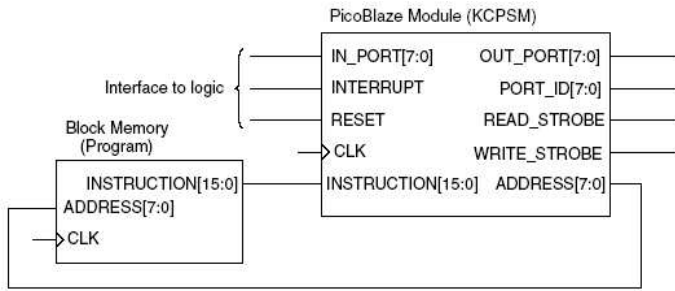 PicoBlaze Module (KCPSM)
IN_PORT[7:0] OUT_PORT[7:0]
Interface to logic INTERRUPT PORT_ID[7:0]
RESET READ_STROBE
Block Memory
(Program)
CLK WRITE_STROBE
INSTRUCTION[15:0] INSTRUCTION[15:0] ADDRESS[7:0]
ADDRESS[7:0]
CLK